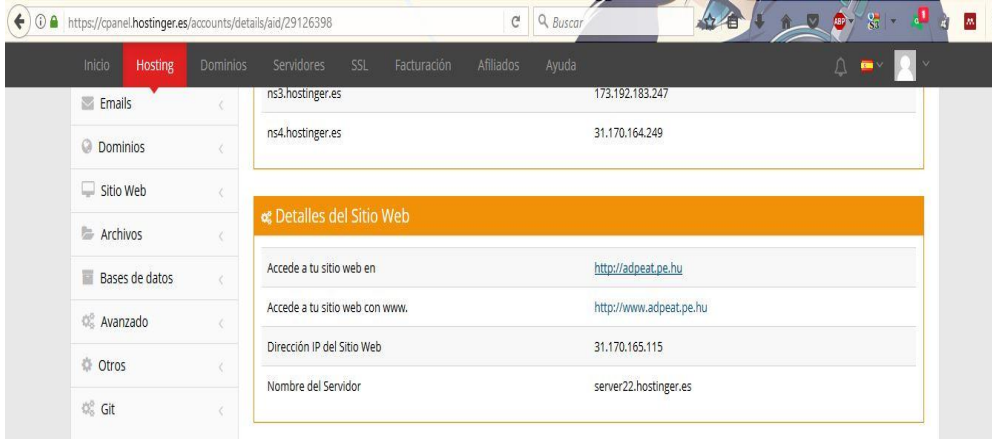 https://cpanel.hostinger.es/accounts/details/aid/29126398
Buscar
ABP
1
Inicio Hosting Dominios Servidores SSL Facturación Afiliados Ayuda
Emails
Dominios
Sitio Web
Archivos
Bases de datos
Avanzado
Otros
Git
ns3.hostinger.es 173.192.183.247
ns4.hostinger.es 31.170.164.249
Detalles del Sitio Web
Accede a tu sitio web en http://adpeat.pe.hu
Accede a tu sitio web con www. http://www.adpeat.pe.hu
Dirección IP del Sitio Web 31.170.165.115
Nombre del Servidor server22.hostinger.es